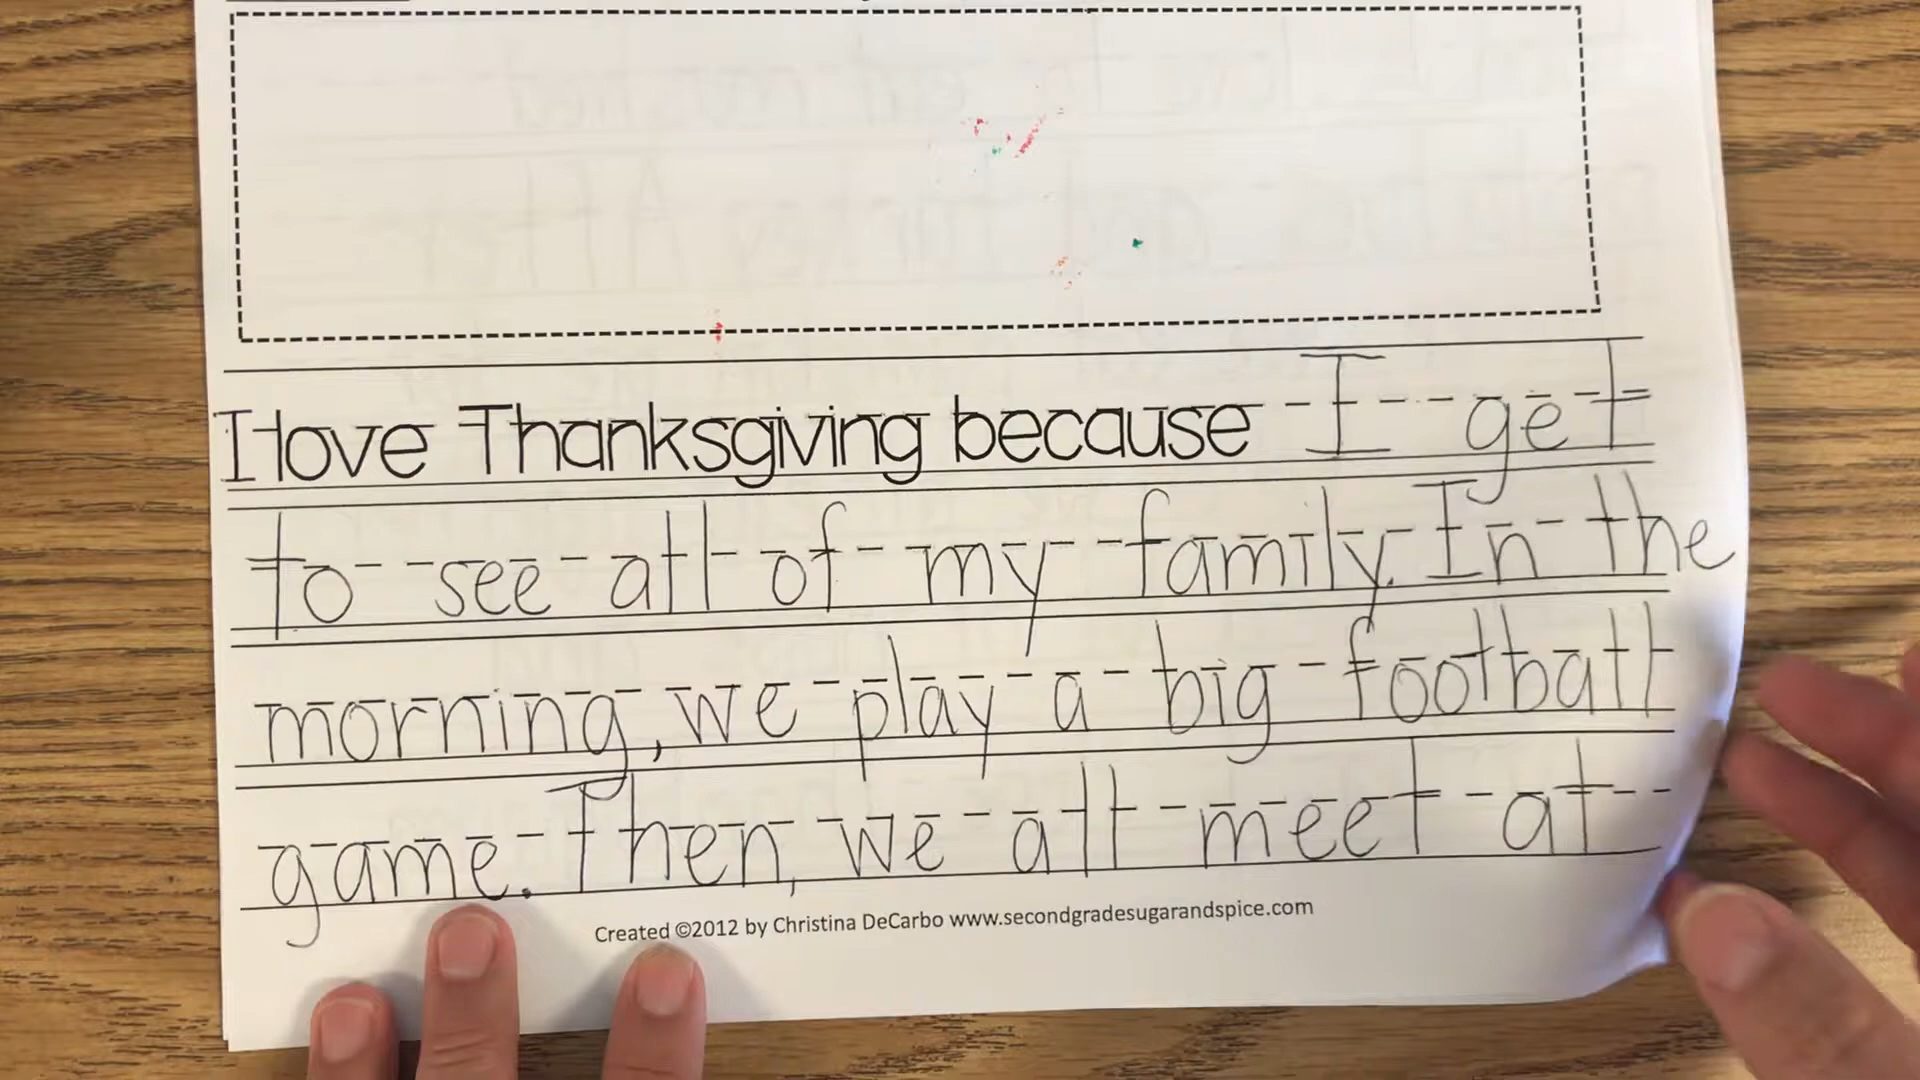 I love Thanksgiving because I get
to see all of my family. In the
morning, we play a big football
game. Then, we all meet at
Created ©2012 by Christina DeCarbo www.secondgradesugarandspice.com